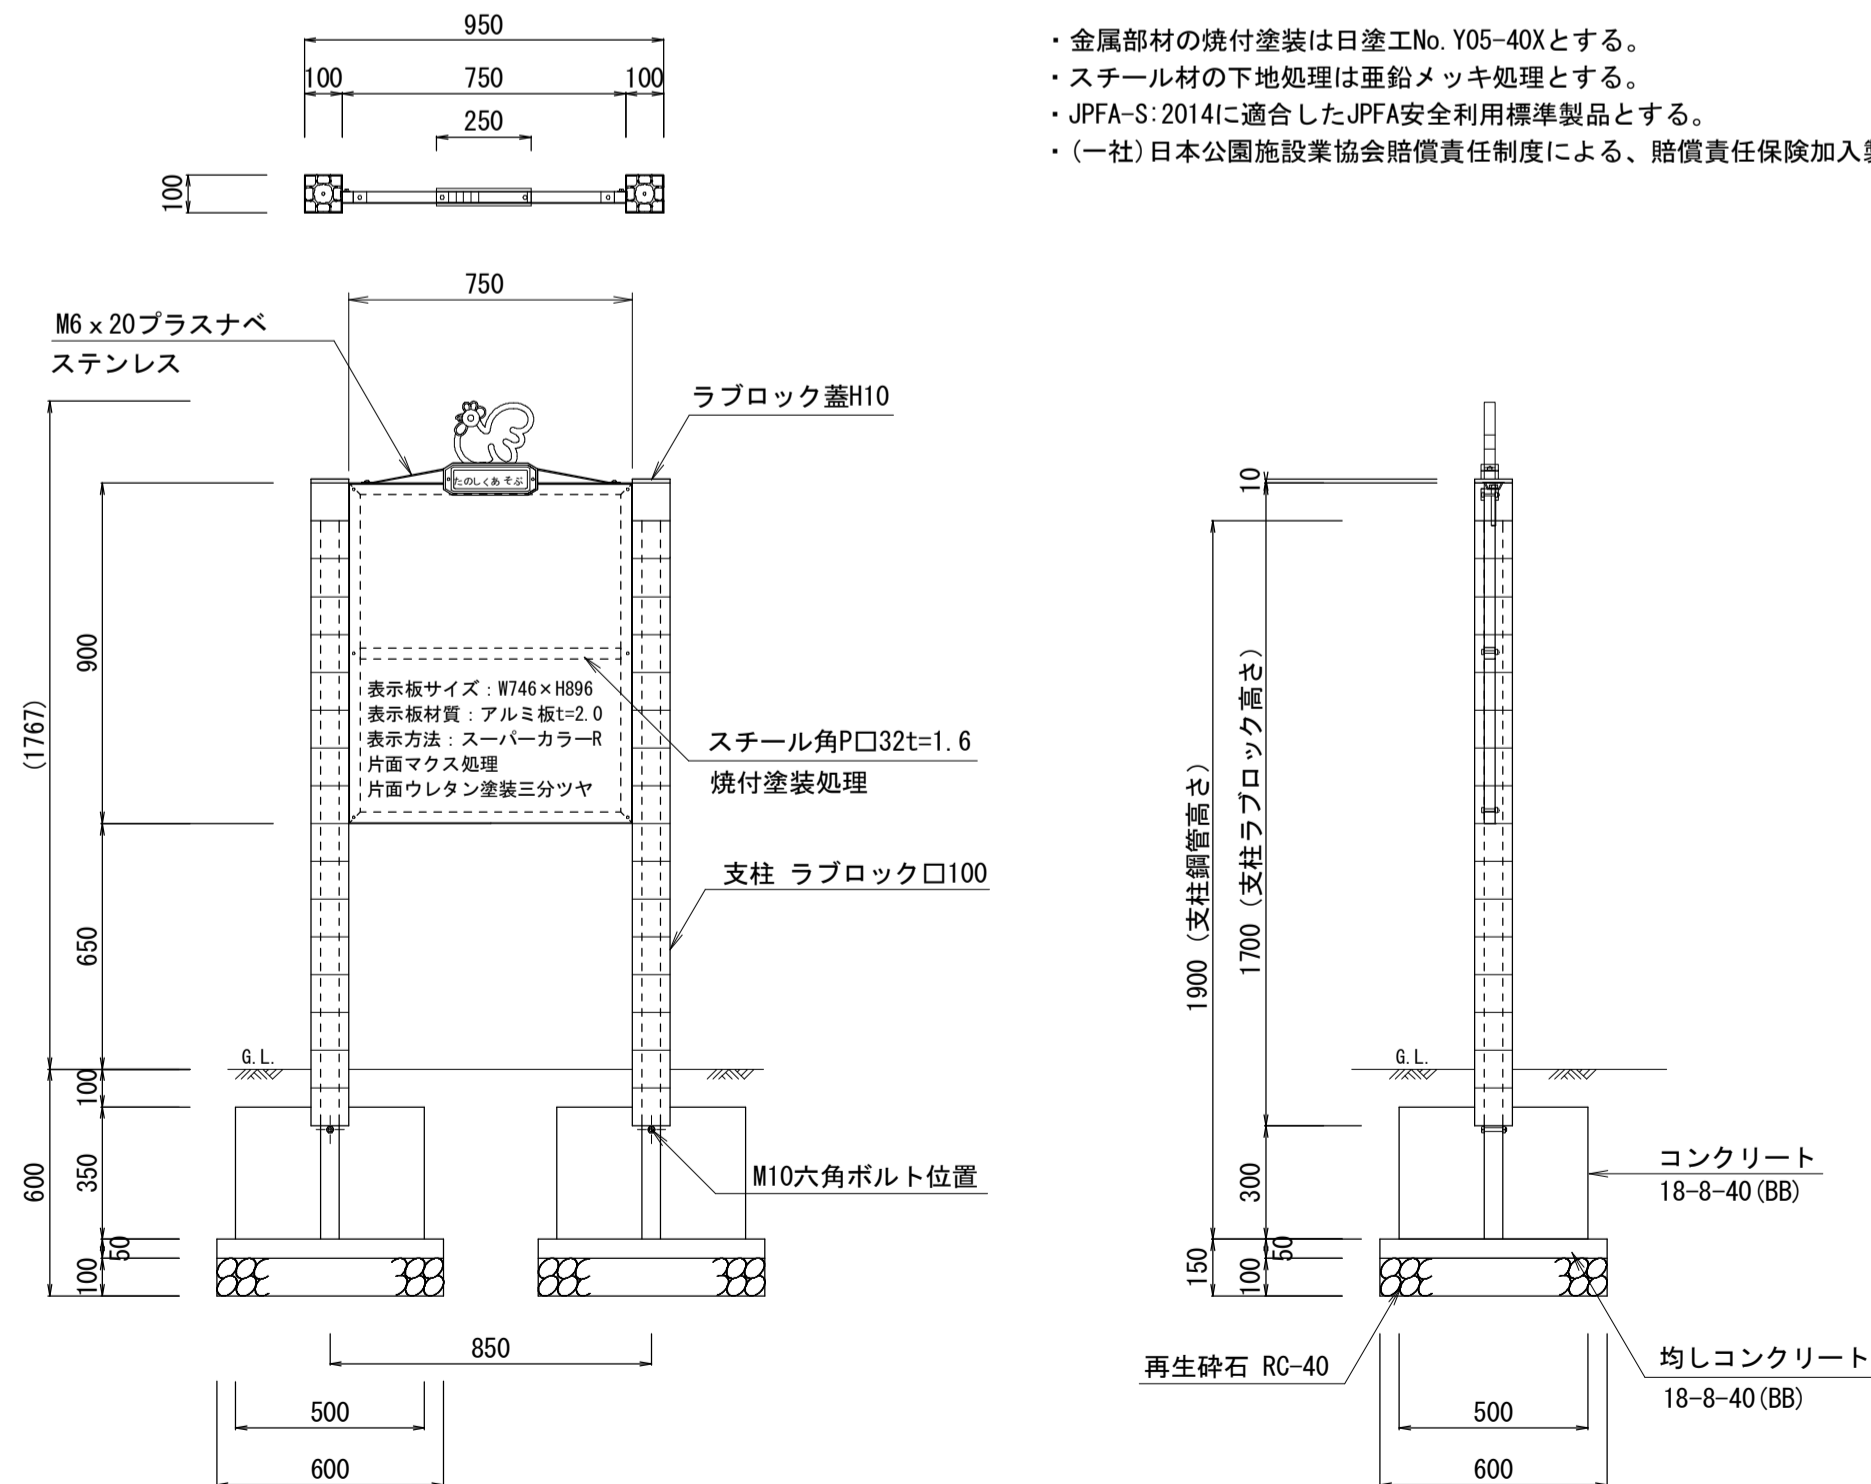 950
100
750
100
250
100
・金属部材の焼付塗装は日塗工No.Y05-40Xとする。
・スチール材の下地処理は亜鉛メッキ処理とする。
・JPFA-S:2014に適合したJPFA安全利用標準製品とする。
・(一社)日本公園施設業協会賠償責任制度による、賠償責任保険加入
750
M6×20プラスナベ
ステンレス
ラブロック蓋H10
たのしくあそぶ
900
(1767)
表示板サイズ:W746×H896
表示板材質:アルミ板t=2.0
表示方法:スーパーカラーR
片面マクス処理
片面ウレタン塗装三分ツヤ
スチール角P□32t=1.6
焼付塗装処理
支柱 ラブロック□100
650
G.L.
100
600
350
50
100
M10六角ボルト位置
850
500
600
10
1900(支柱鋼管高さ)
1700(支柱ラブロック高さ)
G.L.
300
150
50
100
コンクリート
18-8-40(BB)
再生砕石 RC-40
均しコンクリート
18-8-40(BB)
500
600